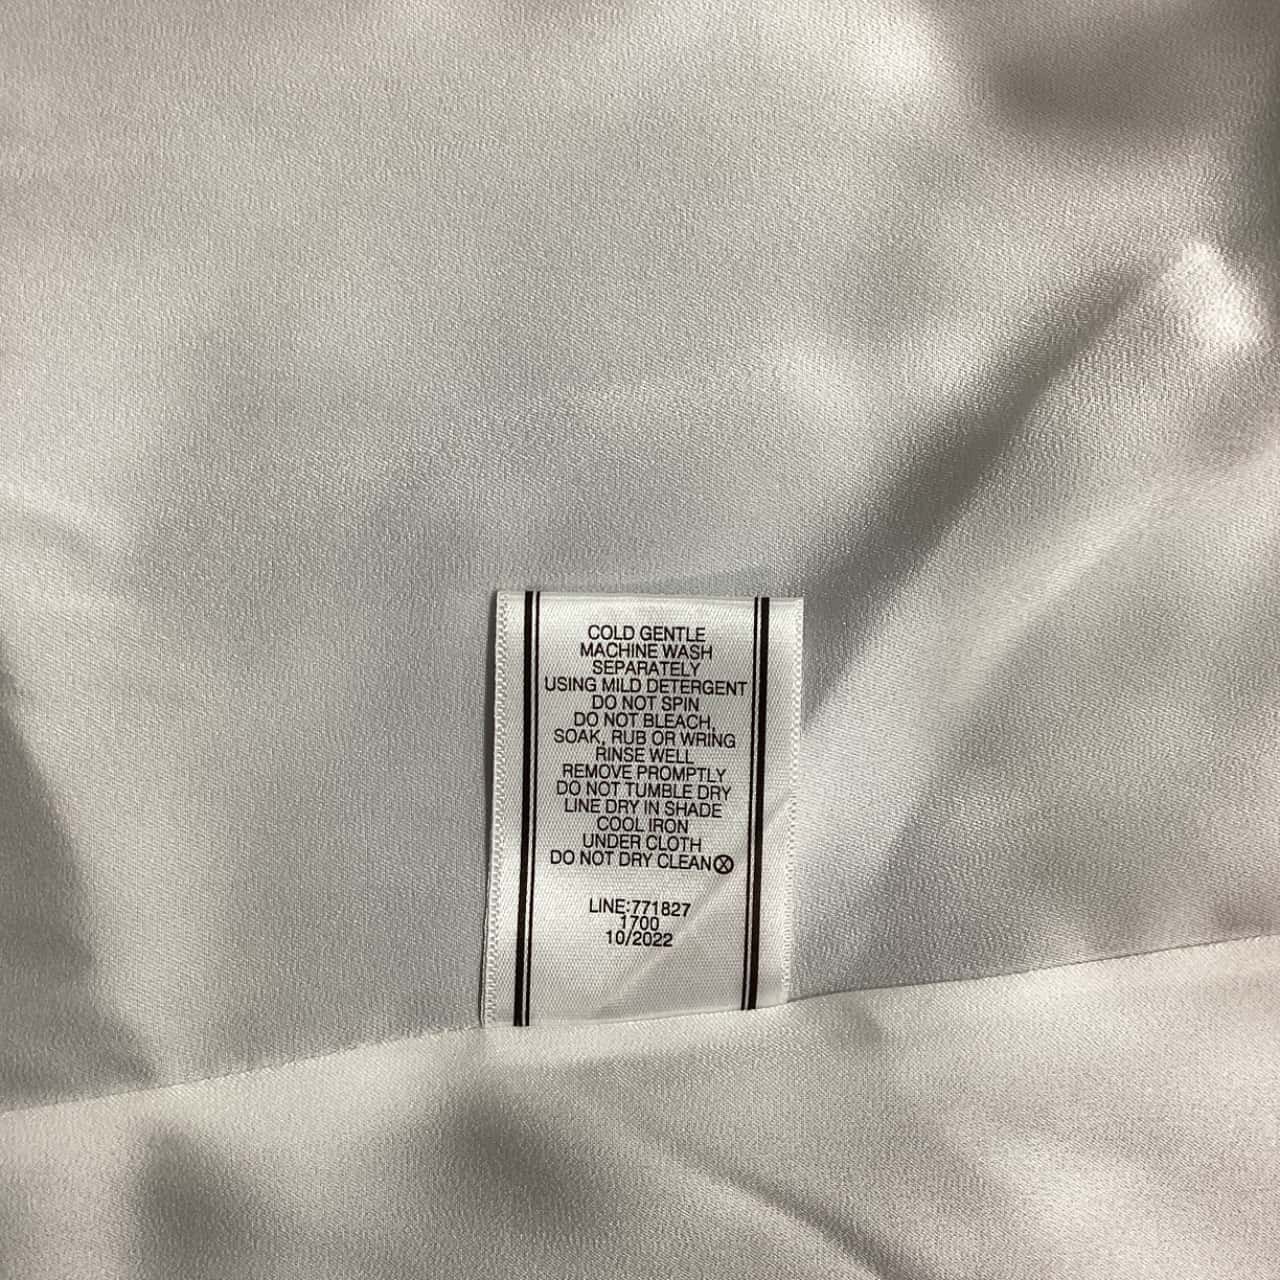 COLD GENTLE
MACHINE WASH
SEPARATELY
USING MILD DETERGENT
DO NOT SPIN
DO NOT BLEACH,
SOAK, RUB OR WRING
RINSE WELL
REMOVE PROMPTLY
DO NOT TUMBLE DRY
LINE DRY IN SHADE
COOL IRON
UNDER CLOTH
DO NOT DRY CLEAN
LINE:771827
1700
10/2022